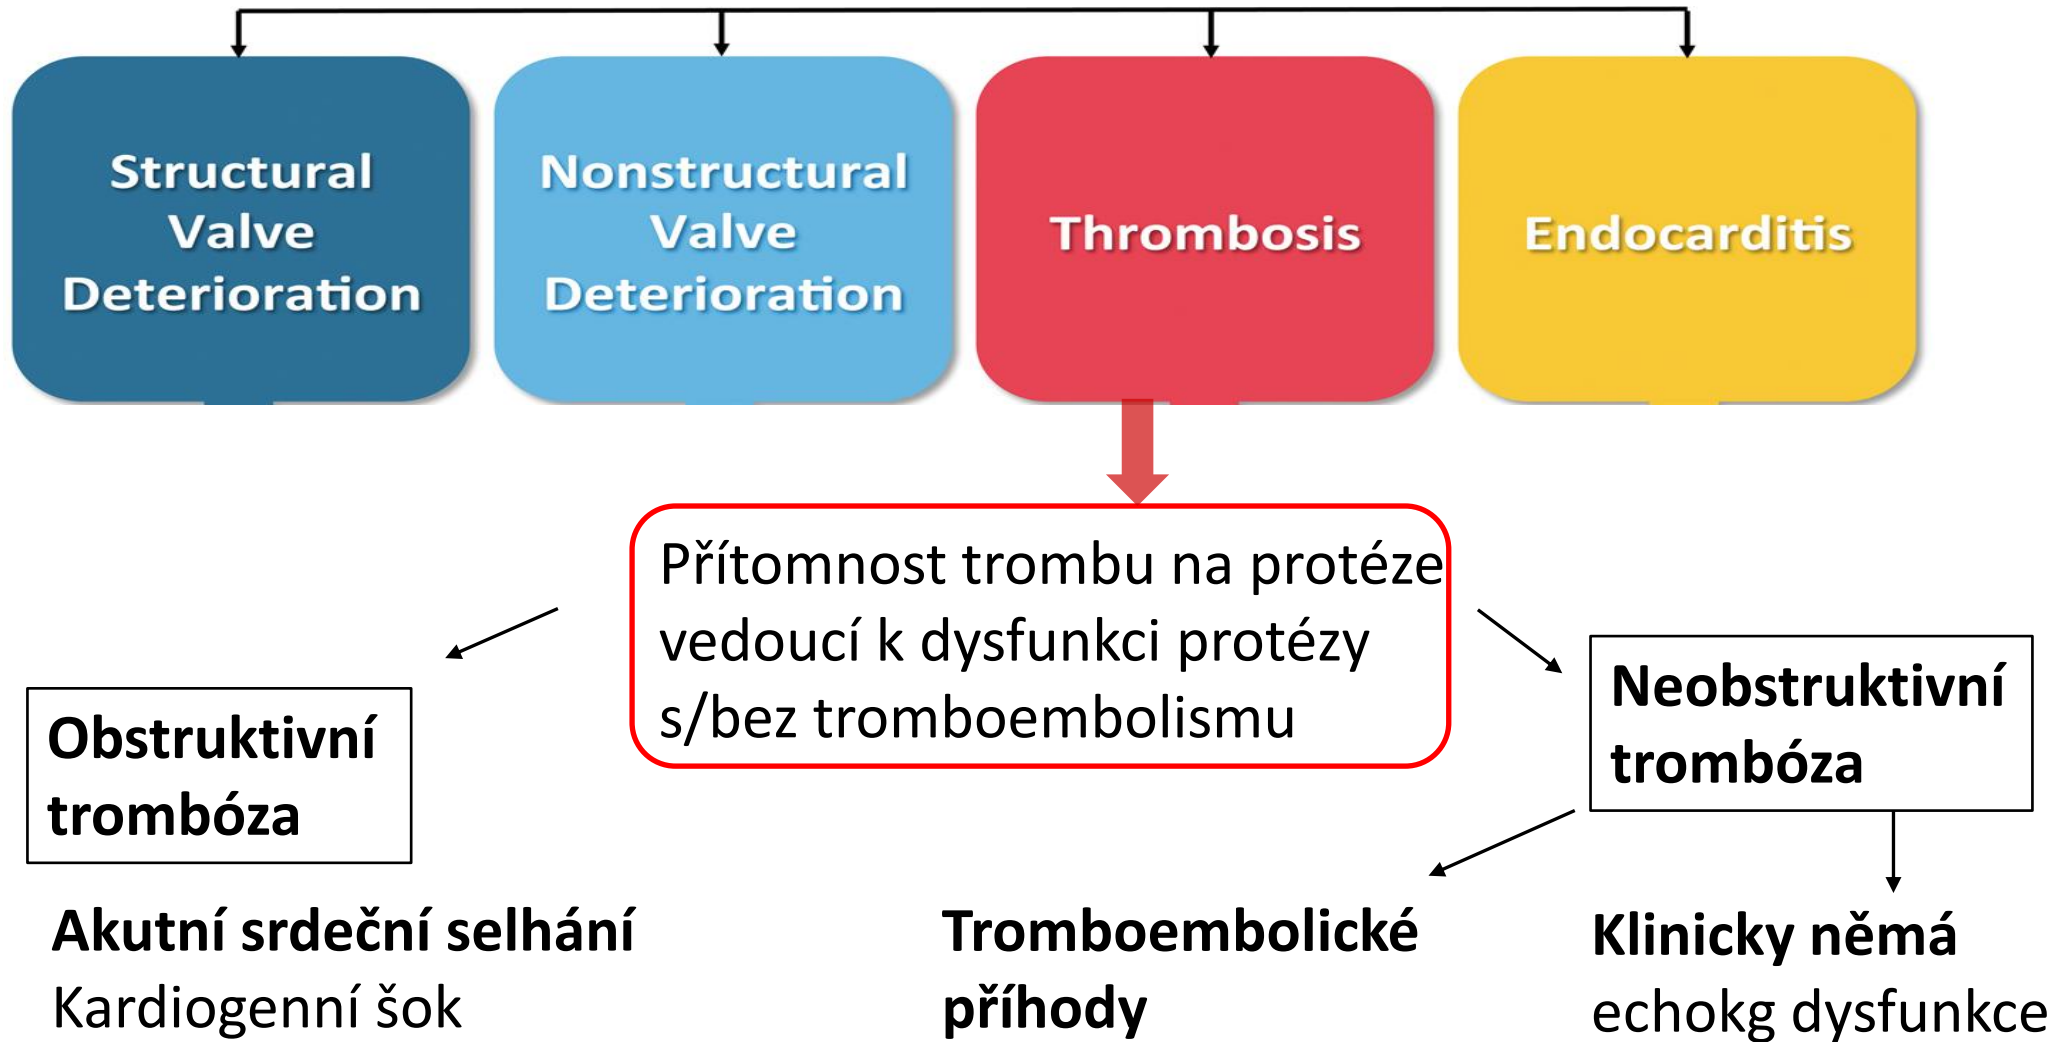 Structural
Valve
Deterioration
Nonstructural
Valve
Deterioration
Thrombosis
Endocarditis
Přítomnost trombu na protéze
vedoucí k dysfunkci protézy
s/bez tromboembolismu
Obstruktivní
trombóza
Neobstruktivní
trombóza
Akutní srdeční selhání
Kardiogenní šok
Tromboembolické
příhody
Klinicky němá
echokg dysfunkce